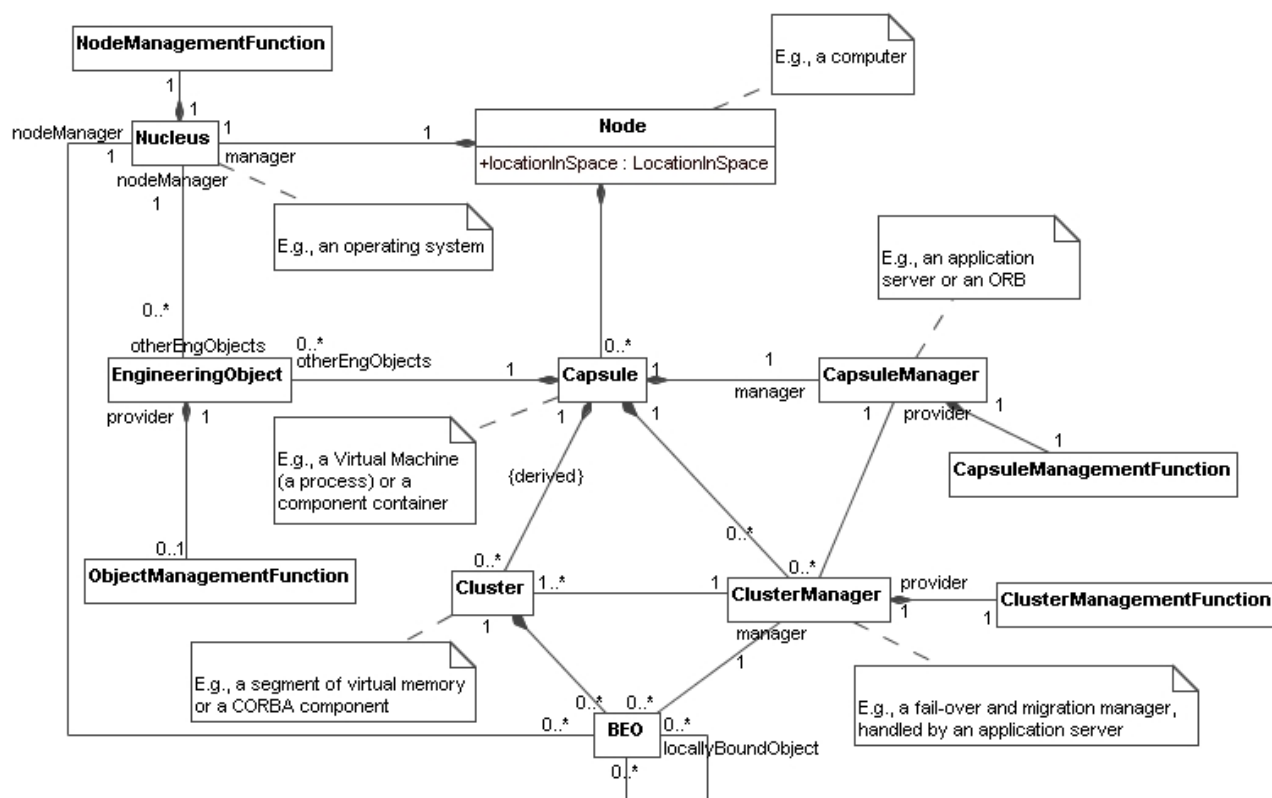 NodeManagementFunction
E.g., a computer
1
1
nodeManager
1
Nucleus
1
manager
1
nodeManager
1
Node
+locationInSpace : LocationInSpace
E.g., an operating system
E.g., an application
server or an ORB
0..*
otherEngObjects
0..*
otherEngObjects
EngineeringObject
1
0..*
Capsule
1
1
manager
CapsuleManager
provider
1
1
1
E.g., a Virtual Machine
(a process) or a
component container
{derived}
1
provider
1
1
CapsuleManagementFunction
0..1
ObjectManagementFunction
0..*
0..*
0..*
Cluster
1..*
1
ClusterManager
provider
1
1
ClusterManagementFunction
1
manager
1
E.g., a segment of virtual memory
or a CORBA component
E.g., a fail-over and migration manager,
handled by an application server
0..*
0..*
0..*
BEO
0..*
locallyBoundObject
0..*